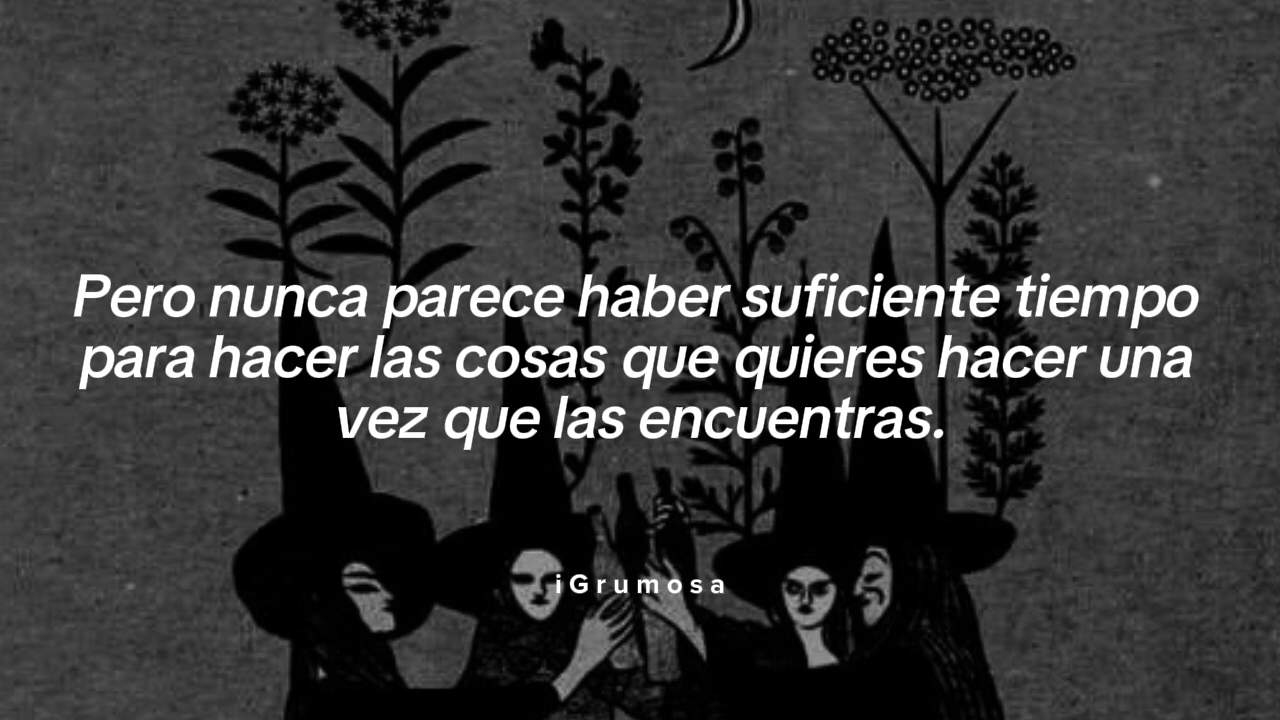 Pero nunca parece haber suficiente tiempo
para hacer las cosas que quieres hacer una
vez que las encuentras.
iGrumosa